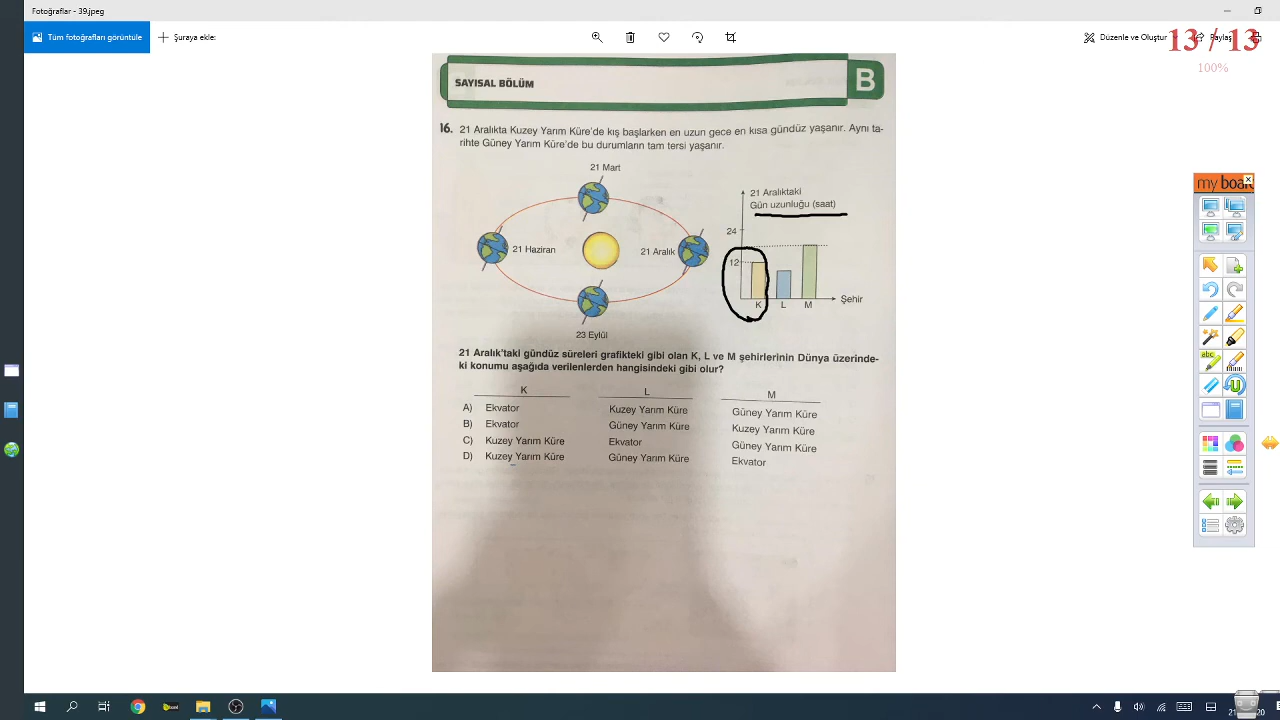 Fotoğraflar - 39.jpeg
Tüm fotoğrafları görüntüle
Şuraya ekle:
Düzenle ve Oluştur
Paylaş
13 / 13
100%
SAYISAL BÖLÜM
B
16. 21 Aralıkta Kuzey Yarım Küre'de kış başlarken en uzun gece en kısa gündüz yaşanır. Aynı ta-
rihte Güney Yarım Küre'de bu durumların tam tersi yaşanır.
21 Mart
21 Haziran
21 Aralık
23 Eylül
21 Aralıktaki
Gün uzunluğu (saat)
24
12
K L M
Şehir
21 Aralık'taki gündüz süreleri grafikteki gibi olan K, L ve M şehirlerinin Dünya üzerinde-
ki konumu aşağıda verilenlerden hangisindeki gibi olur?
K L M
A) Ekvator Kuzey Yarım Küre Güney Yarım Küre
B) Ekvator Güney Yarım Küre Kuzey Yarım Küre
C) Kuzey Yarım Küre Ekvator Güney Yarım Küre
D) Kuzey Yarım Küre Güney Yarım Küre Ekvator
my
abc